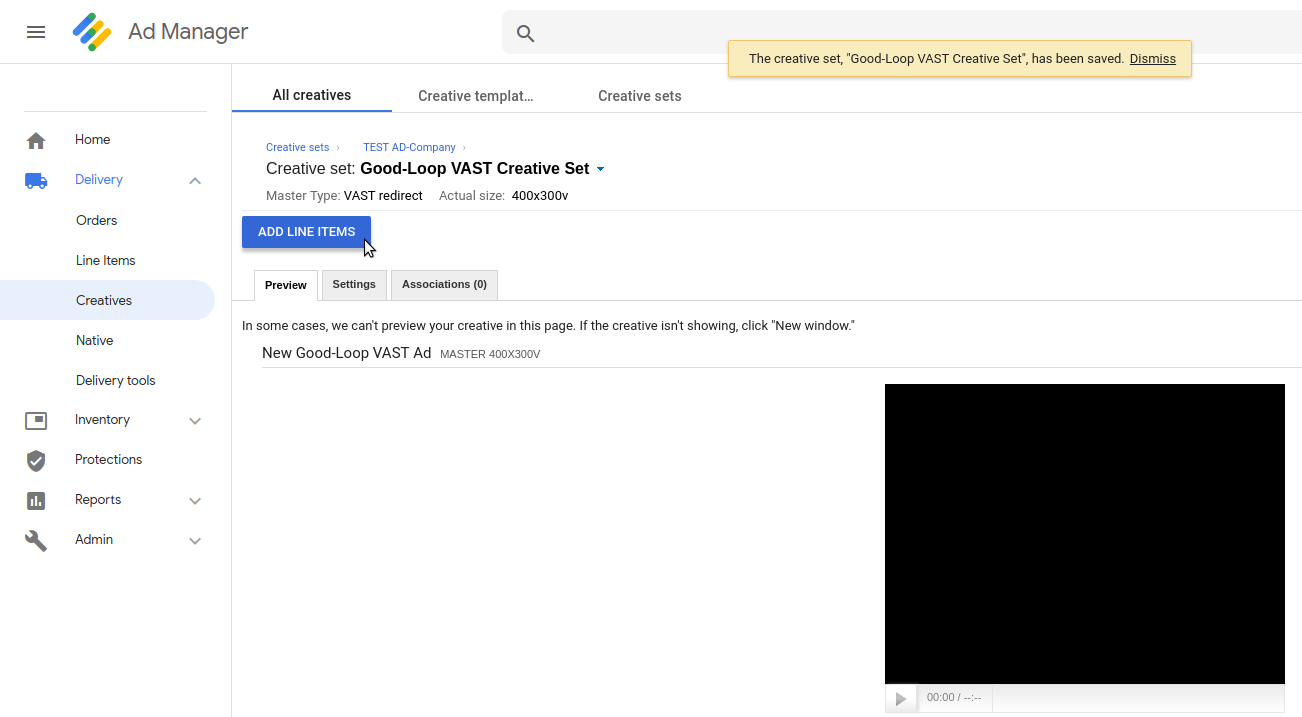 Ad Manager
The creative set, "Good-Loop VAST Creative Set", has been saved. Dismiss
All creatives
Creative templat...
Creative sets
Home
Delivery
Orders
Line Items
Creatives
Native
Delivery tools
Inventory
Protections
Reports
Admin
Creative sets › TEST AD-Company ›
Creative set: Good-Loop VAST Creative Set
Master Type: VAST redirect Actual size: 400x300v
ADD LINE ITEMS
Preview
Settings
Associations (0)
In some cases, we can't preview your creative in this page. If the creative isn't showing, click "New window."
New Good-Loop VAST Ad MASTER 400X300V
00:00 / --:--